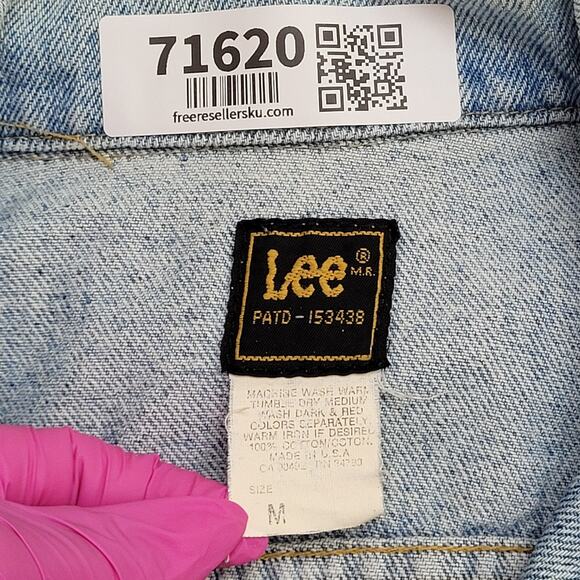 71620
freeresellersku.com
Lee ® M.R.
PATD-153438
MACHINE WASH WARM
TUMBLE DRY MEDIUM
WASH DARK & RED
COLORS SEPARATELY.
WARM IRON IF DESIRED
100% COTTON/COTON.
MADE IN U.S.A
SIZE
M